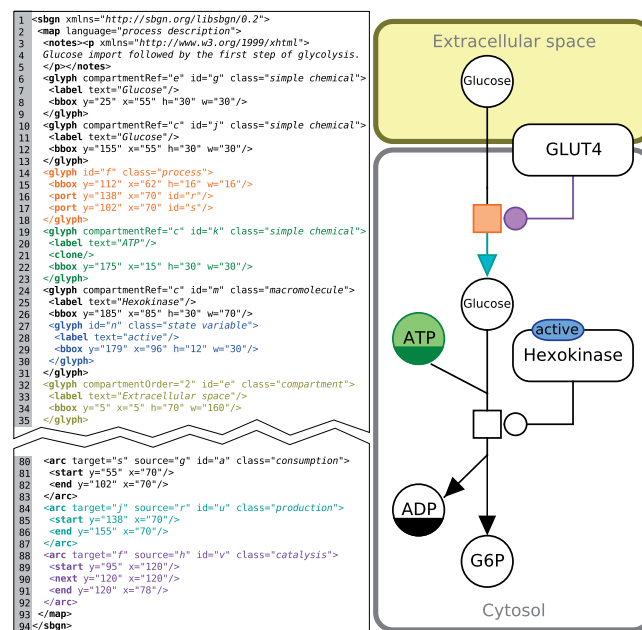 1 <sbgn xmlns="http://sbgn.org/libsbgn/0.2">
2 <map language="process description">
3 <notes><p xmlns="http://www.w3.org/1999/xhtml">
4 Glucose import followed by the first step of glycolysis.
5 </p></notes>
6 <glyph compartmentRef="e" id="g" class="simple chemical">
7 <label text="Glucose"/>
8 <bbox y="25" x="55" h="30" w="30"/>
9 </glyph>
10 <glyph compartmentRef="c" id="j" class="simple chemical">
11 <label text="Glucose"/>
12 <bbox y="155" x="55" h="30" w="30"/>
13 </glyph>
14 <glyph id="f" class="process">
15 <bbox y="112" x="62" h="16" w="16"/>
16 <port y="138" x="70" id="r"/>
17 <port y="102" x="70" id="s"/>
18 </glyph>
19 <glyph compartmentRef="c" id="k" class="simple chemical">
20 <label text="ATP"/>
21 <clone/>
22 <bbox y="175" x="15" h="30" w="30"/>
23 </glyph>
24 <glyph compartmentRef="c" id="m" class="macromolecule">
25 <label text="Hexokinase"/>
26 <bbox y="185" x="85" h="30" w="70"/>
27 <glyph id="n" class="state variable">
28 <label text="active"/>
29 <bbox y="179" x="96" h="12" w="30"/>
30 </glyph>
31 </glyph>
32 <glyph compartmentOrder="2" id="e" class="compartment">
33 <label text="Extracellular space"/>
34 <bbox y="5" x="5" h="70" w="160"/>
35 </glyph>
80 <arc target="s" source="g" id="a" class="consumption">
81 <start y="55" x="70"/>
82 <end y="102" x="70"/>
83 </arc>
84 <arc target="j" source="r" id="u" class="production">
85 <start y="138" x="70"/>
86 <end y="155" x="70"/>
87 </arc>
88 <arc target="f" source="h" id="v" class="catalysis">
89 <start y="95" x="120"/>
90 <next y="120" x="120"/>
91 <end y="120" x="78"/>
92 </arc>
93 </map>
94 </sbgn>
Extracellular space
Glucose
GLUT4
Glucose
ATP
active
Hexokinase
ADP
G6P
Cytosol